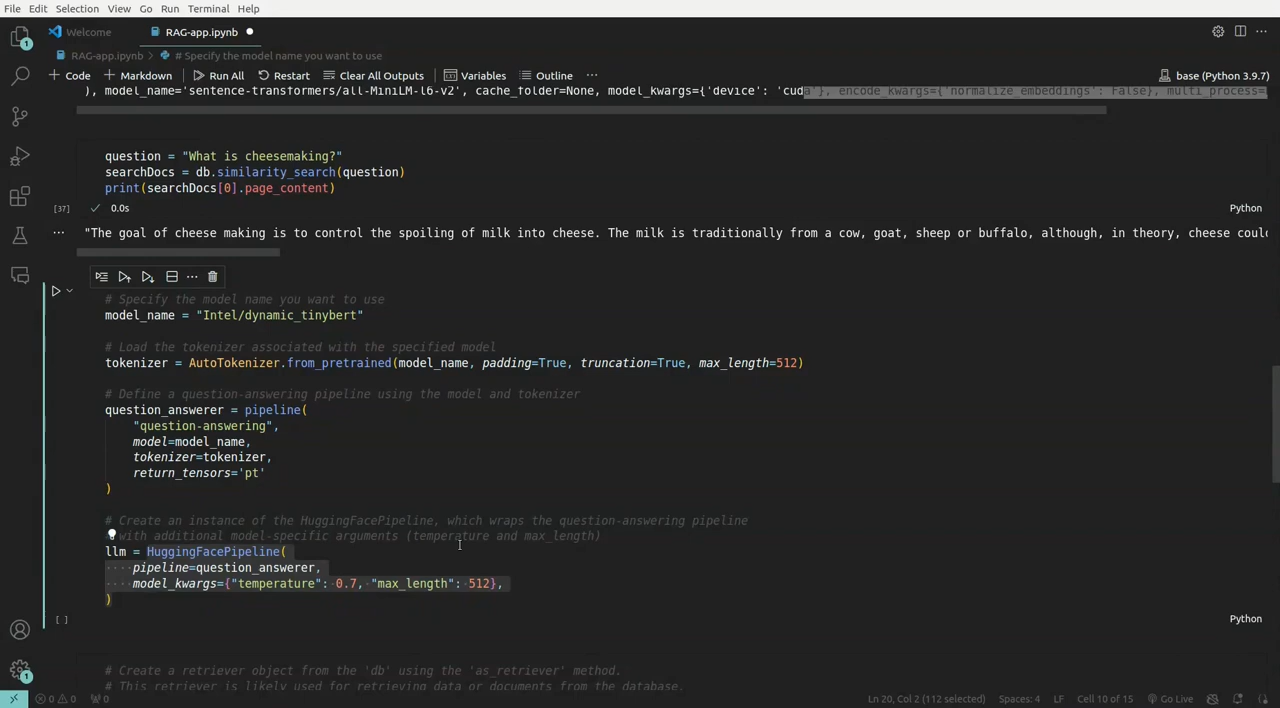 File Edit Selection View Go Run Terminal Help
Welcome RAG-app.ipynb
RAG-app.ipynb > # Specify the model name you want to use
+ Code + Markdown Run All Restart Clear All Outputs Variables Outline ... base (Python 3.9.7)
), model_name='sentence-transformers/all-MiniLM-l6-v2', cache_folder=None, model_kwargs={'device': 'cuda'}, encode_kwargs={'normalize_embeddings': False}, multi_process=
question = "What is cheesemaking?"
searchDocs = db.similarity_search(question)
print(searchDocs[0].page_content)
[37] 0.0s Python
... "The goal of cheese making is to control the spoiling of milk into cheese. The milk is traditionally from a cow, goat, sheep or buffalo, although, in theory, cheese coul
# Specify the model name you want to use
model_name = "Intel/dynamic_tinybert"
# Load the tokenizer associated with the specified model
tokenizer = AutoTokenizer.from_pretrained(model_name, padding=True, truncation=True, max_length=512)
# Define a question-answering pipeline using the model and tokenizer
question_answerer = pipeline(
"question-answering",
model=model_name,
tokenizer=tokenizer,
return_tensors='pt'
)
# Create an instance of the HuggingFacePipeline, which wraps the question-answering pipeline
with additional model-specific arguments (temperature and max_length)
llm = HuggingFacePipeline(
pipeline=question_answerer,
model_kwargs={"temperature": 0.7, "max_length": 512},
)
[ ] Python
# Create a retriever object from the 'db' using the 'as_retriever' method.
# This retriever is likely used for retrieving data or documents from the database.
0 0 0 Ln 20, Col 2 (112 selected) Spaces: 4 LF Cell 10 of 15 Go Live